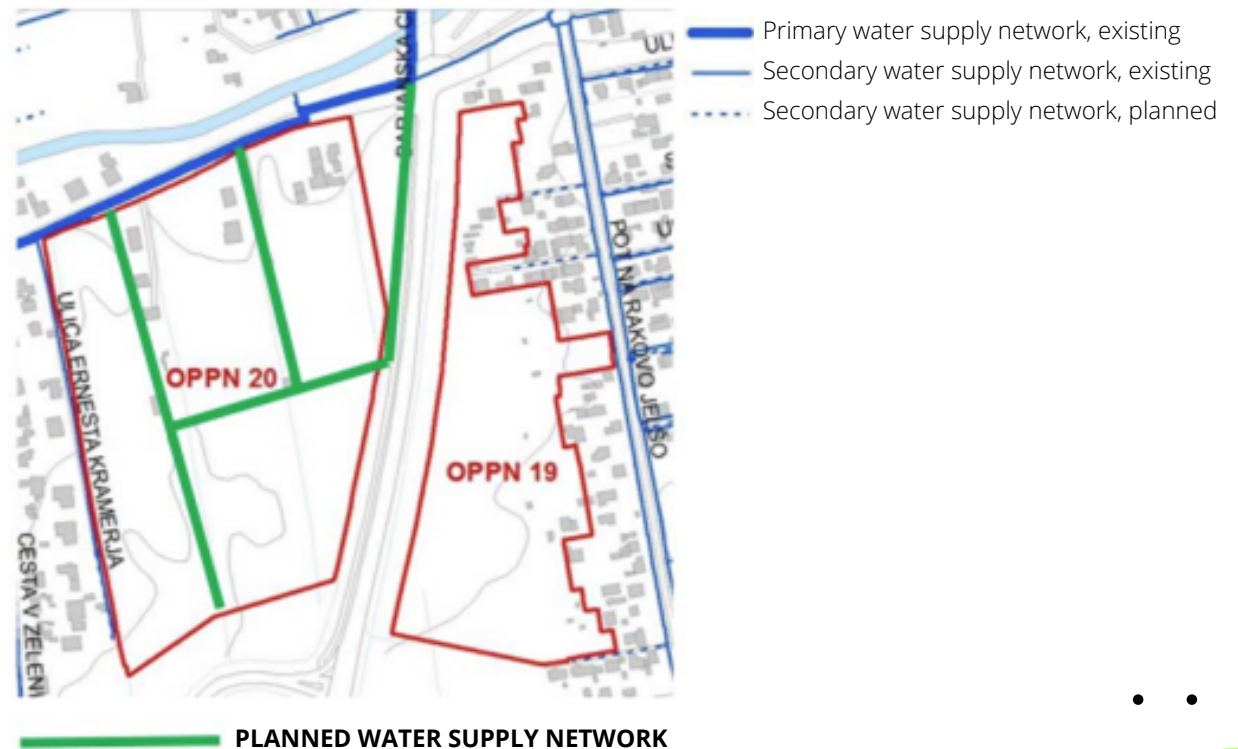 Primary water supply network, existing
Secondary water supply network, existing
Secondary water supply network, planned
POT NA RAKOVO JELŠO
ULICA ERNESTA KRAMERJA
OPPN 20
OPPN 19
CESTA V ZELENI
PLANNED WATER SUPPLY NETWORK